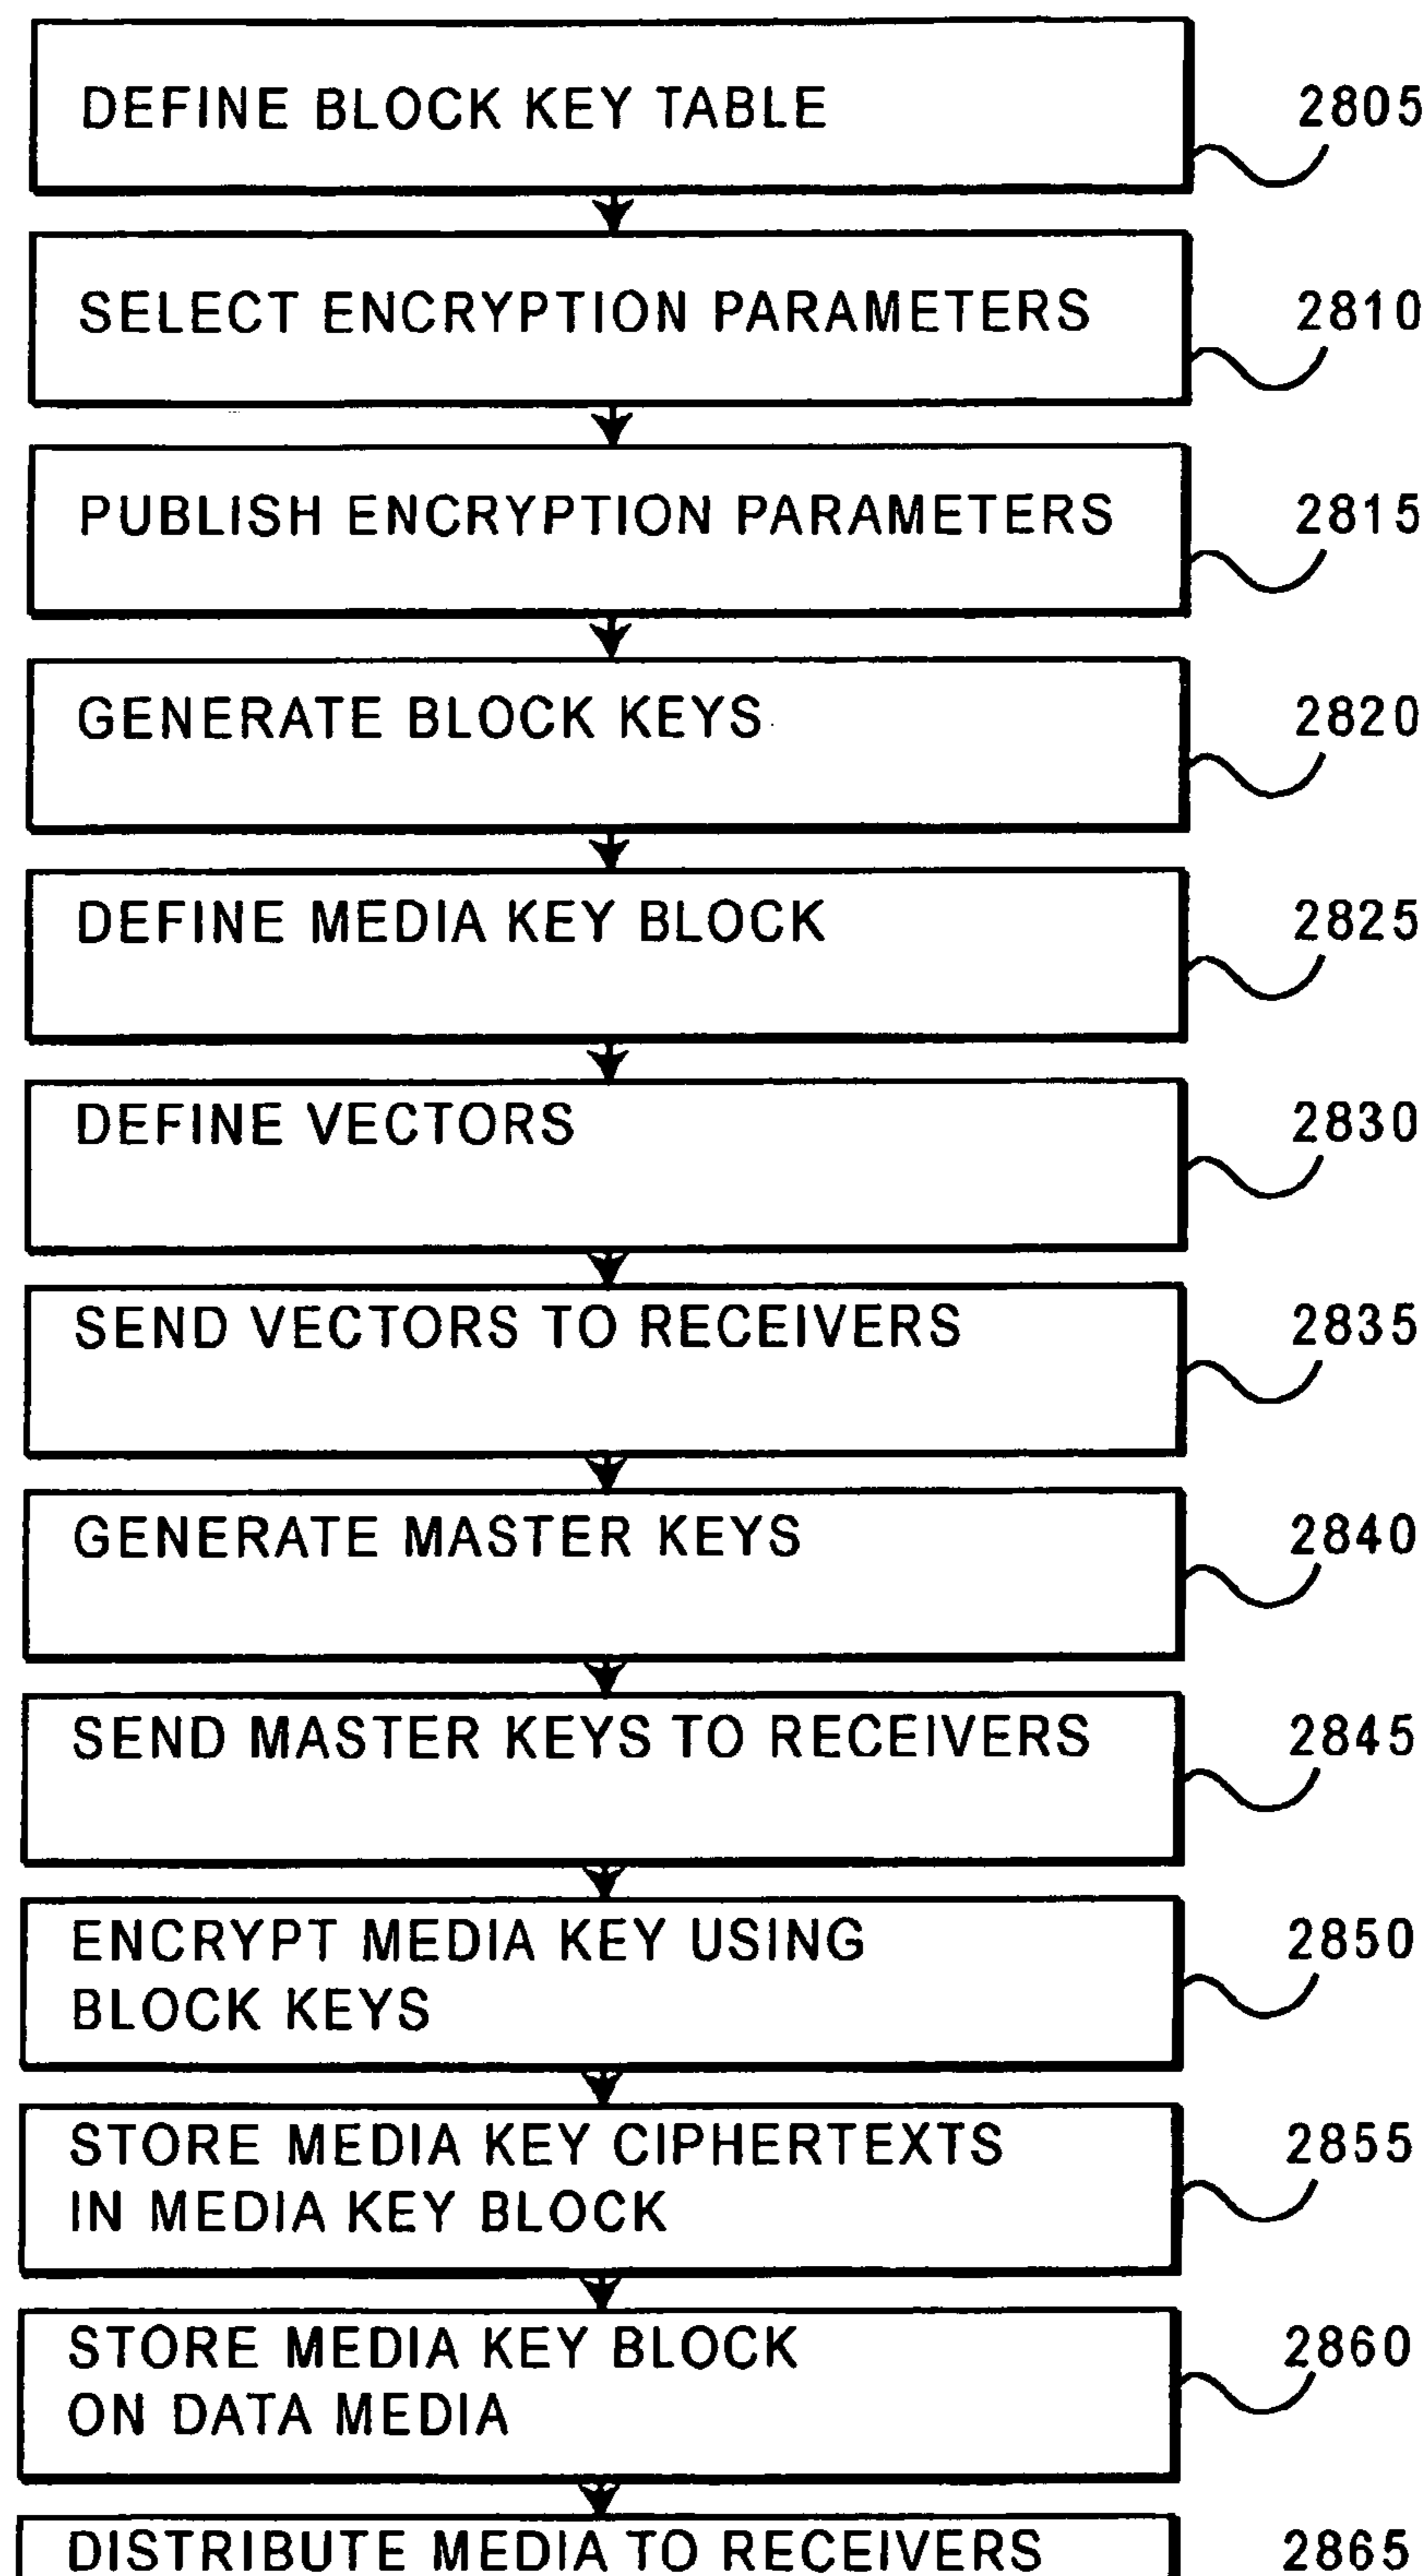 DEFINE BLOCK KEY TABLE 2805
SELECT ENCRYPTION PARAMETERS 2810
PUBLISH ENCRYPTION PARAMETERS 2815
GENERATE BLOCK KEYS 2820
DEFINE MEDIA KEY BLOCK 2825
DEFINE VECTORS 2830
SEND VECTORS TO RECEIVERS 2835
GENERATE MASTER KEYS 2840
SEND MASTER KEYS TO RECEIVERS 2845
ENCRYPT MEDIA KEY USING 2850
BLOCK KEYS
STORE MEDIA KEY CIPHERTEXTS 2855
IN MEDIA KEY BLOCK
STORE MEDIA KEY BLOCK 2860
ON DATA MEDIA
DISTRIBUTE MEDIA TO RECEIVERS 2865